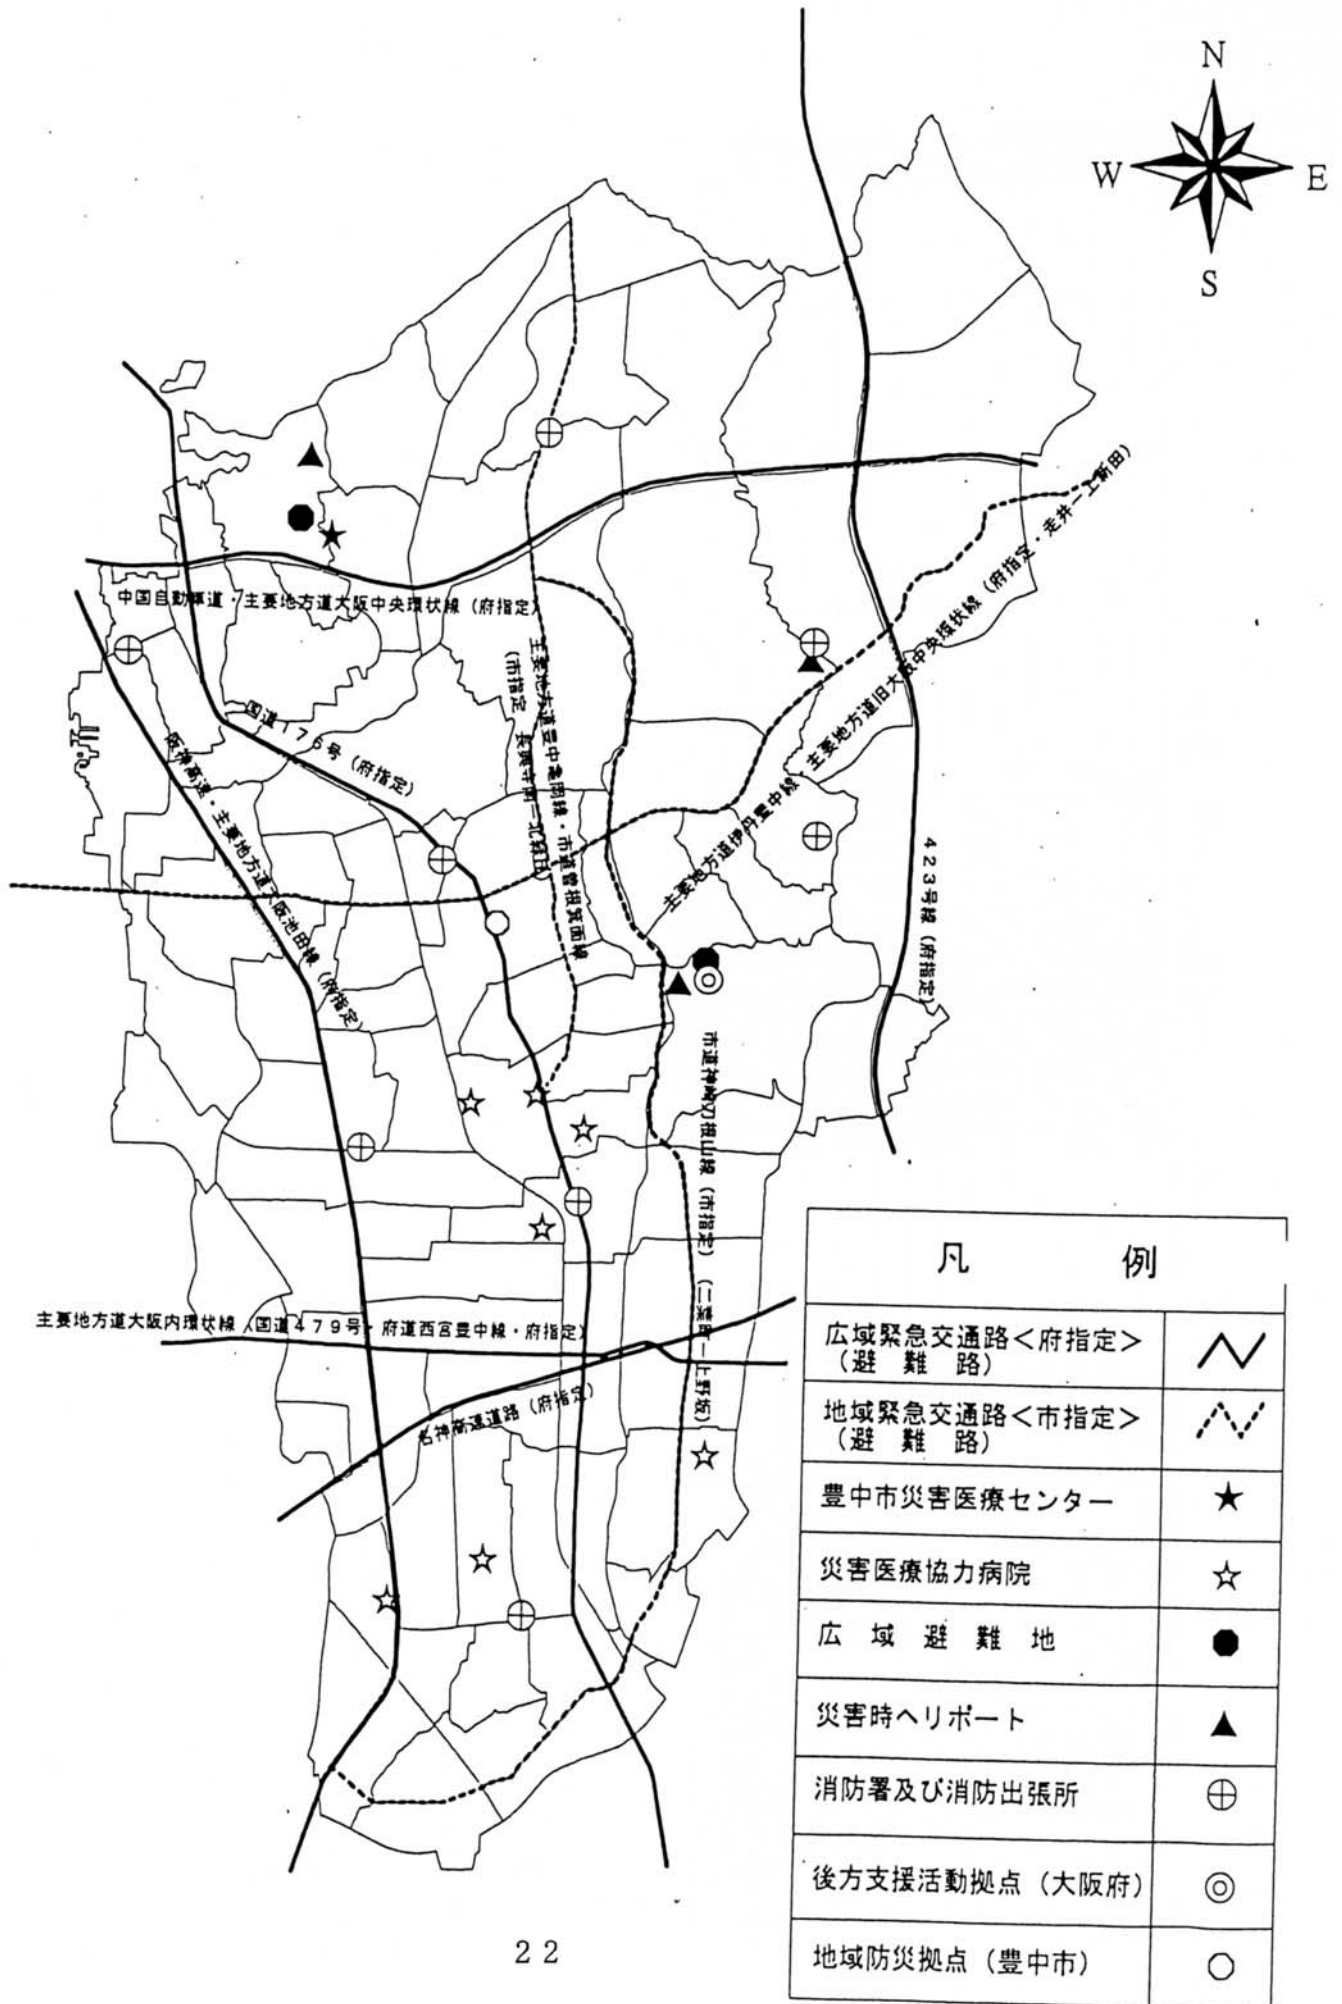 N
W
E
S
中国自動車道・主要地方道大阪中央環状線（府指定）
国道１７６号（府指定）
阪神高速・主要地方道大阪池田線（府指定）
主要地方道豊中亀岡線・市道曽根箕面線
（市指定
主要地方道伊丹豊中線・主要地方道旧大阪中央環状線（府指定・走井－上新田）
４２３号線（府指定）
市道神崎刀根山線（市指定）
主要地方道大阪内環状線（国道４７９号・府道西宮豊中線・府指定）
名神高速道路（府指定）
凡例
広域緊急交通路＜府指定＞
（避難路）
地域緊急交通路＜市指定＞
（避難路）
豊中市災害医療センター
災害医療協力病院
広域避難地
災害時ヘリポート
消防署及び消防出張所
後方支援活動拠点（大阪府）
地域防災拠点（豊中市）
２２